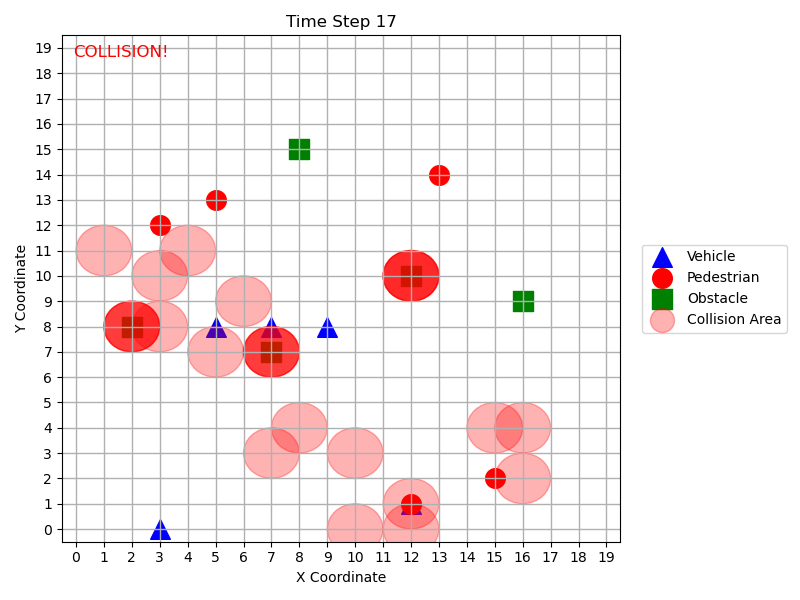 Time Step 17
COLLISION!
19
18
17
16
15
14
13
12
11
10
9
8
7
6
5
4
3
2
1
0
Y Coordinate
0 1 2 3 4 5 6 7 8 9 10 11 12 13 14 15 16 17 18 19
X Coordinate
Vehicle
Pedestrian
Obstacle
Collision Area